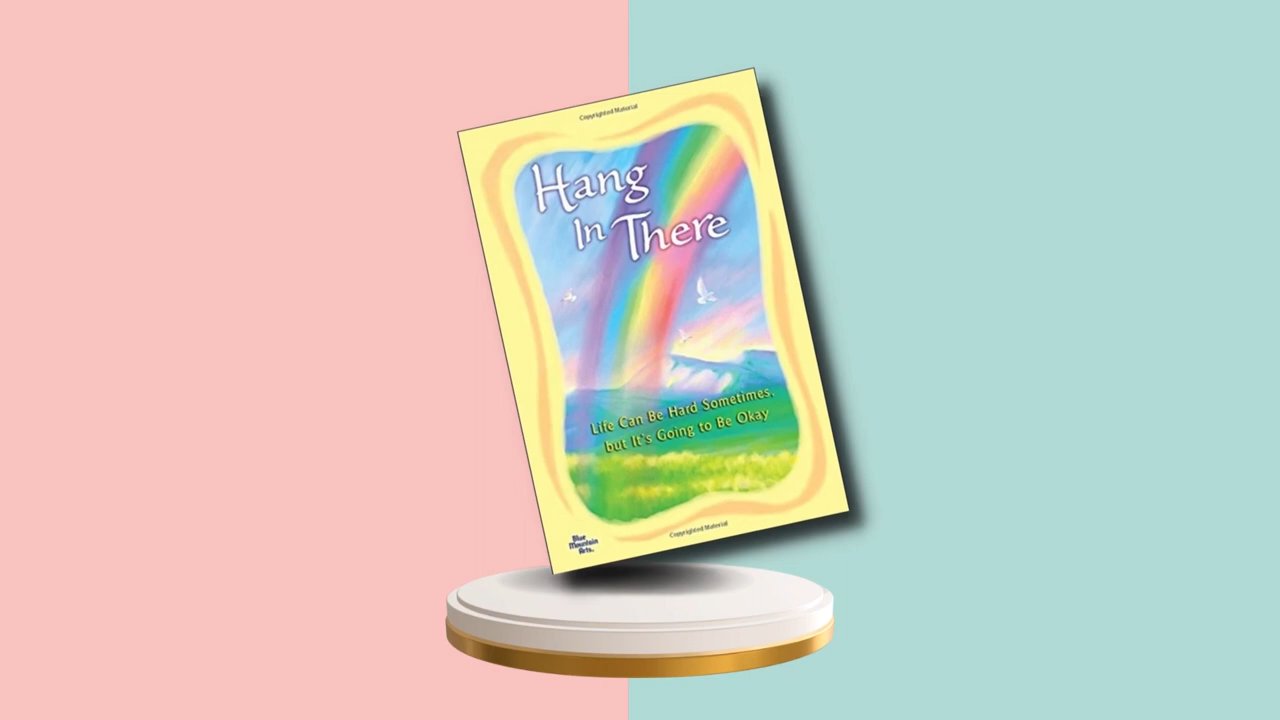 Copyrighted Material
Hang
In There
Life Can Be Hard Sometimes,
but It's Going to Be Okay
Copyrighted Material
Blue
Mountain
Arts.